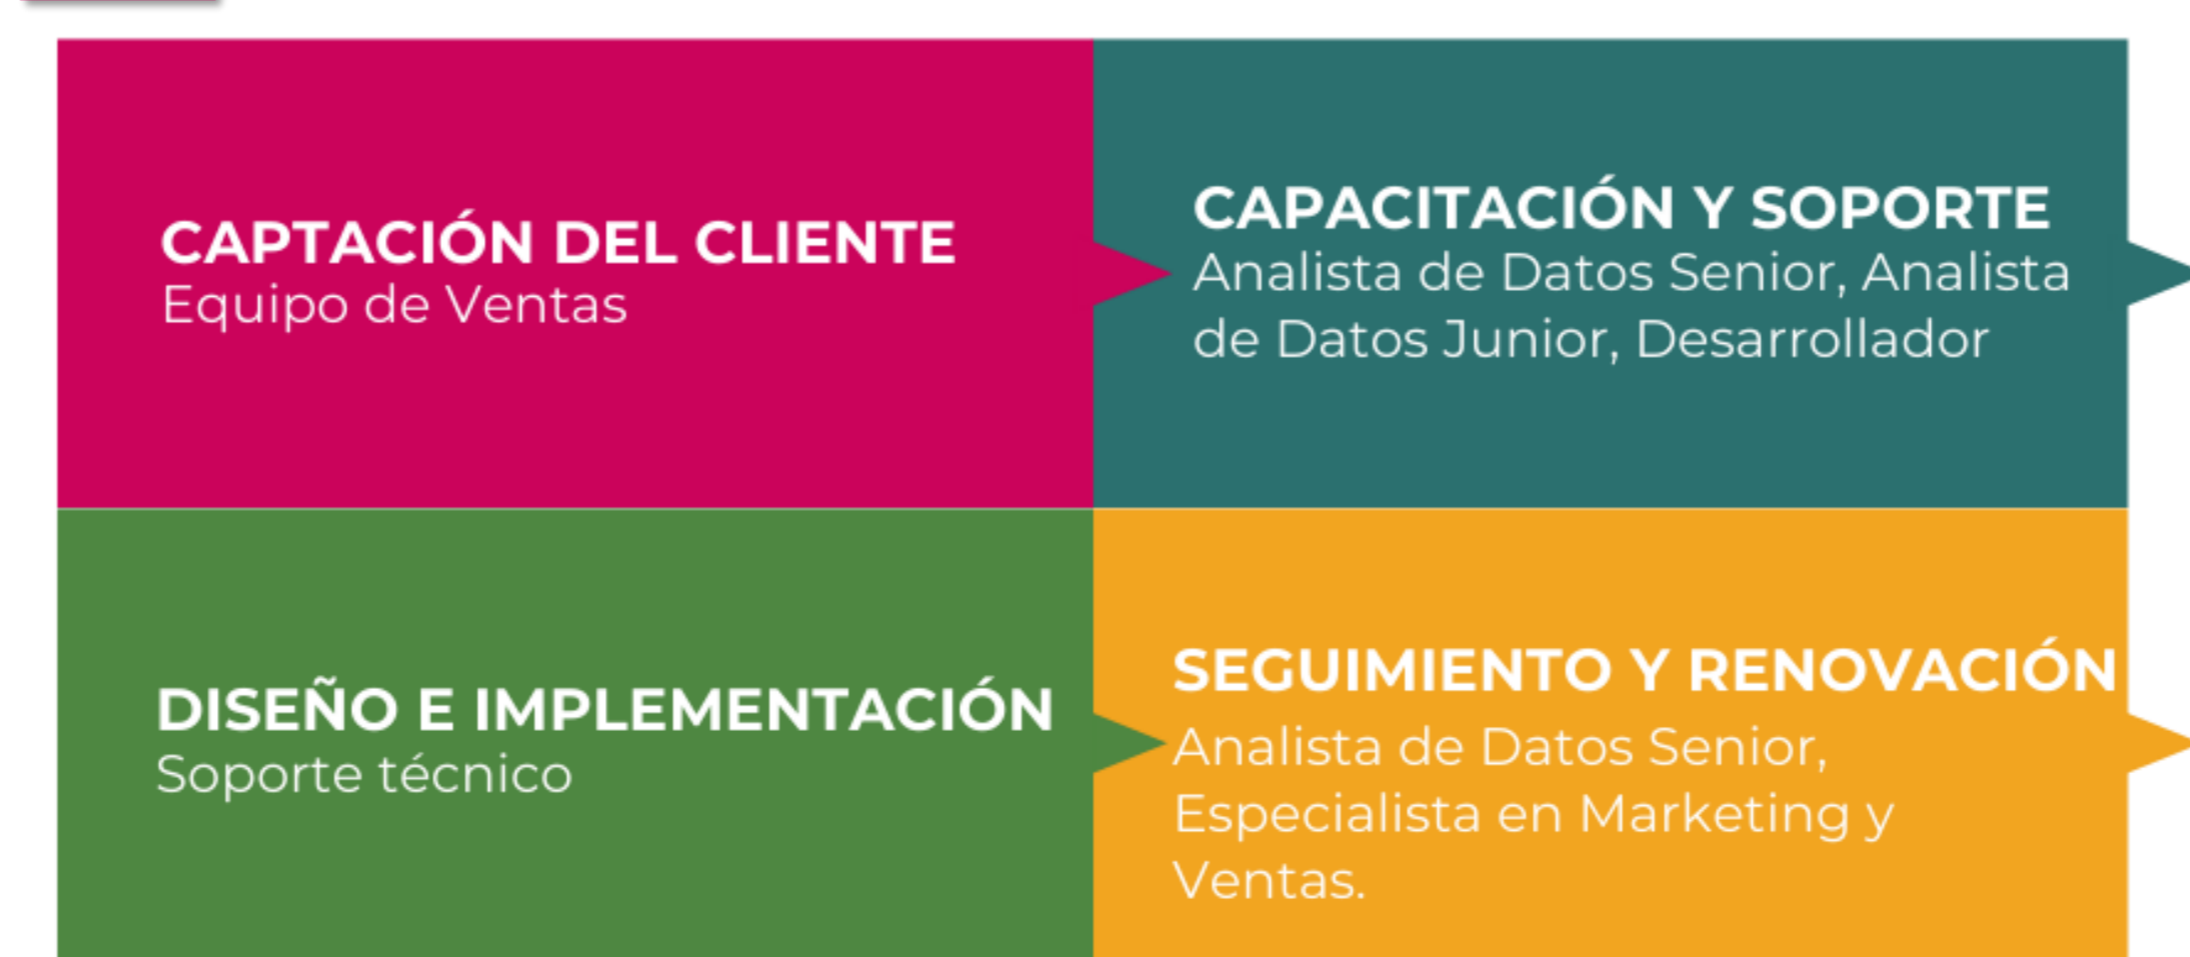 CAPTACIÓN DEL CLIENTE
Equipo de Ventas
CAPACITACIÓN Y SOPORTE
Analista de Datos Senior, Analista
de Datos Junior, Desarrollador
DISEÑO E IMPLEMENTACIÓN
Soporte técnico
SEGUIMIENTO Y RENOVACIÓN
Analista de Datos Senior,
Especialista en Marketing y
Ventas.